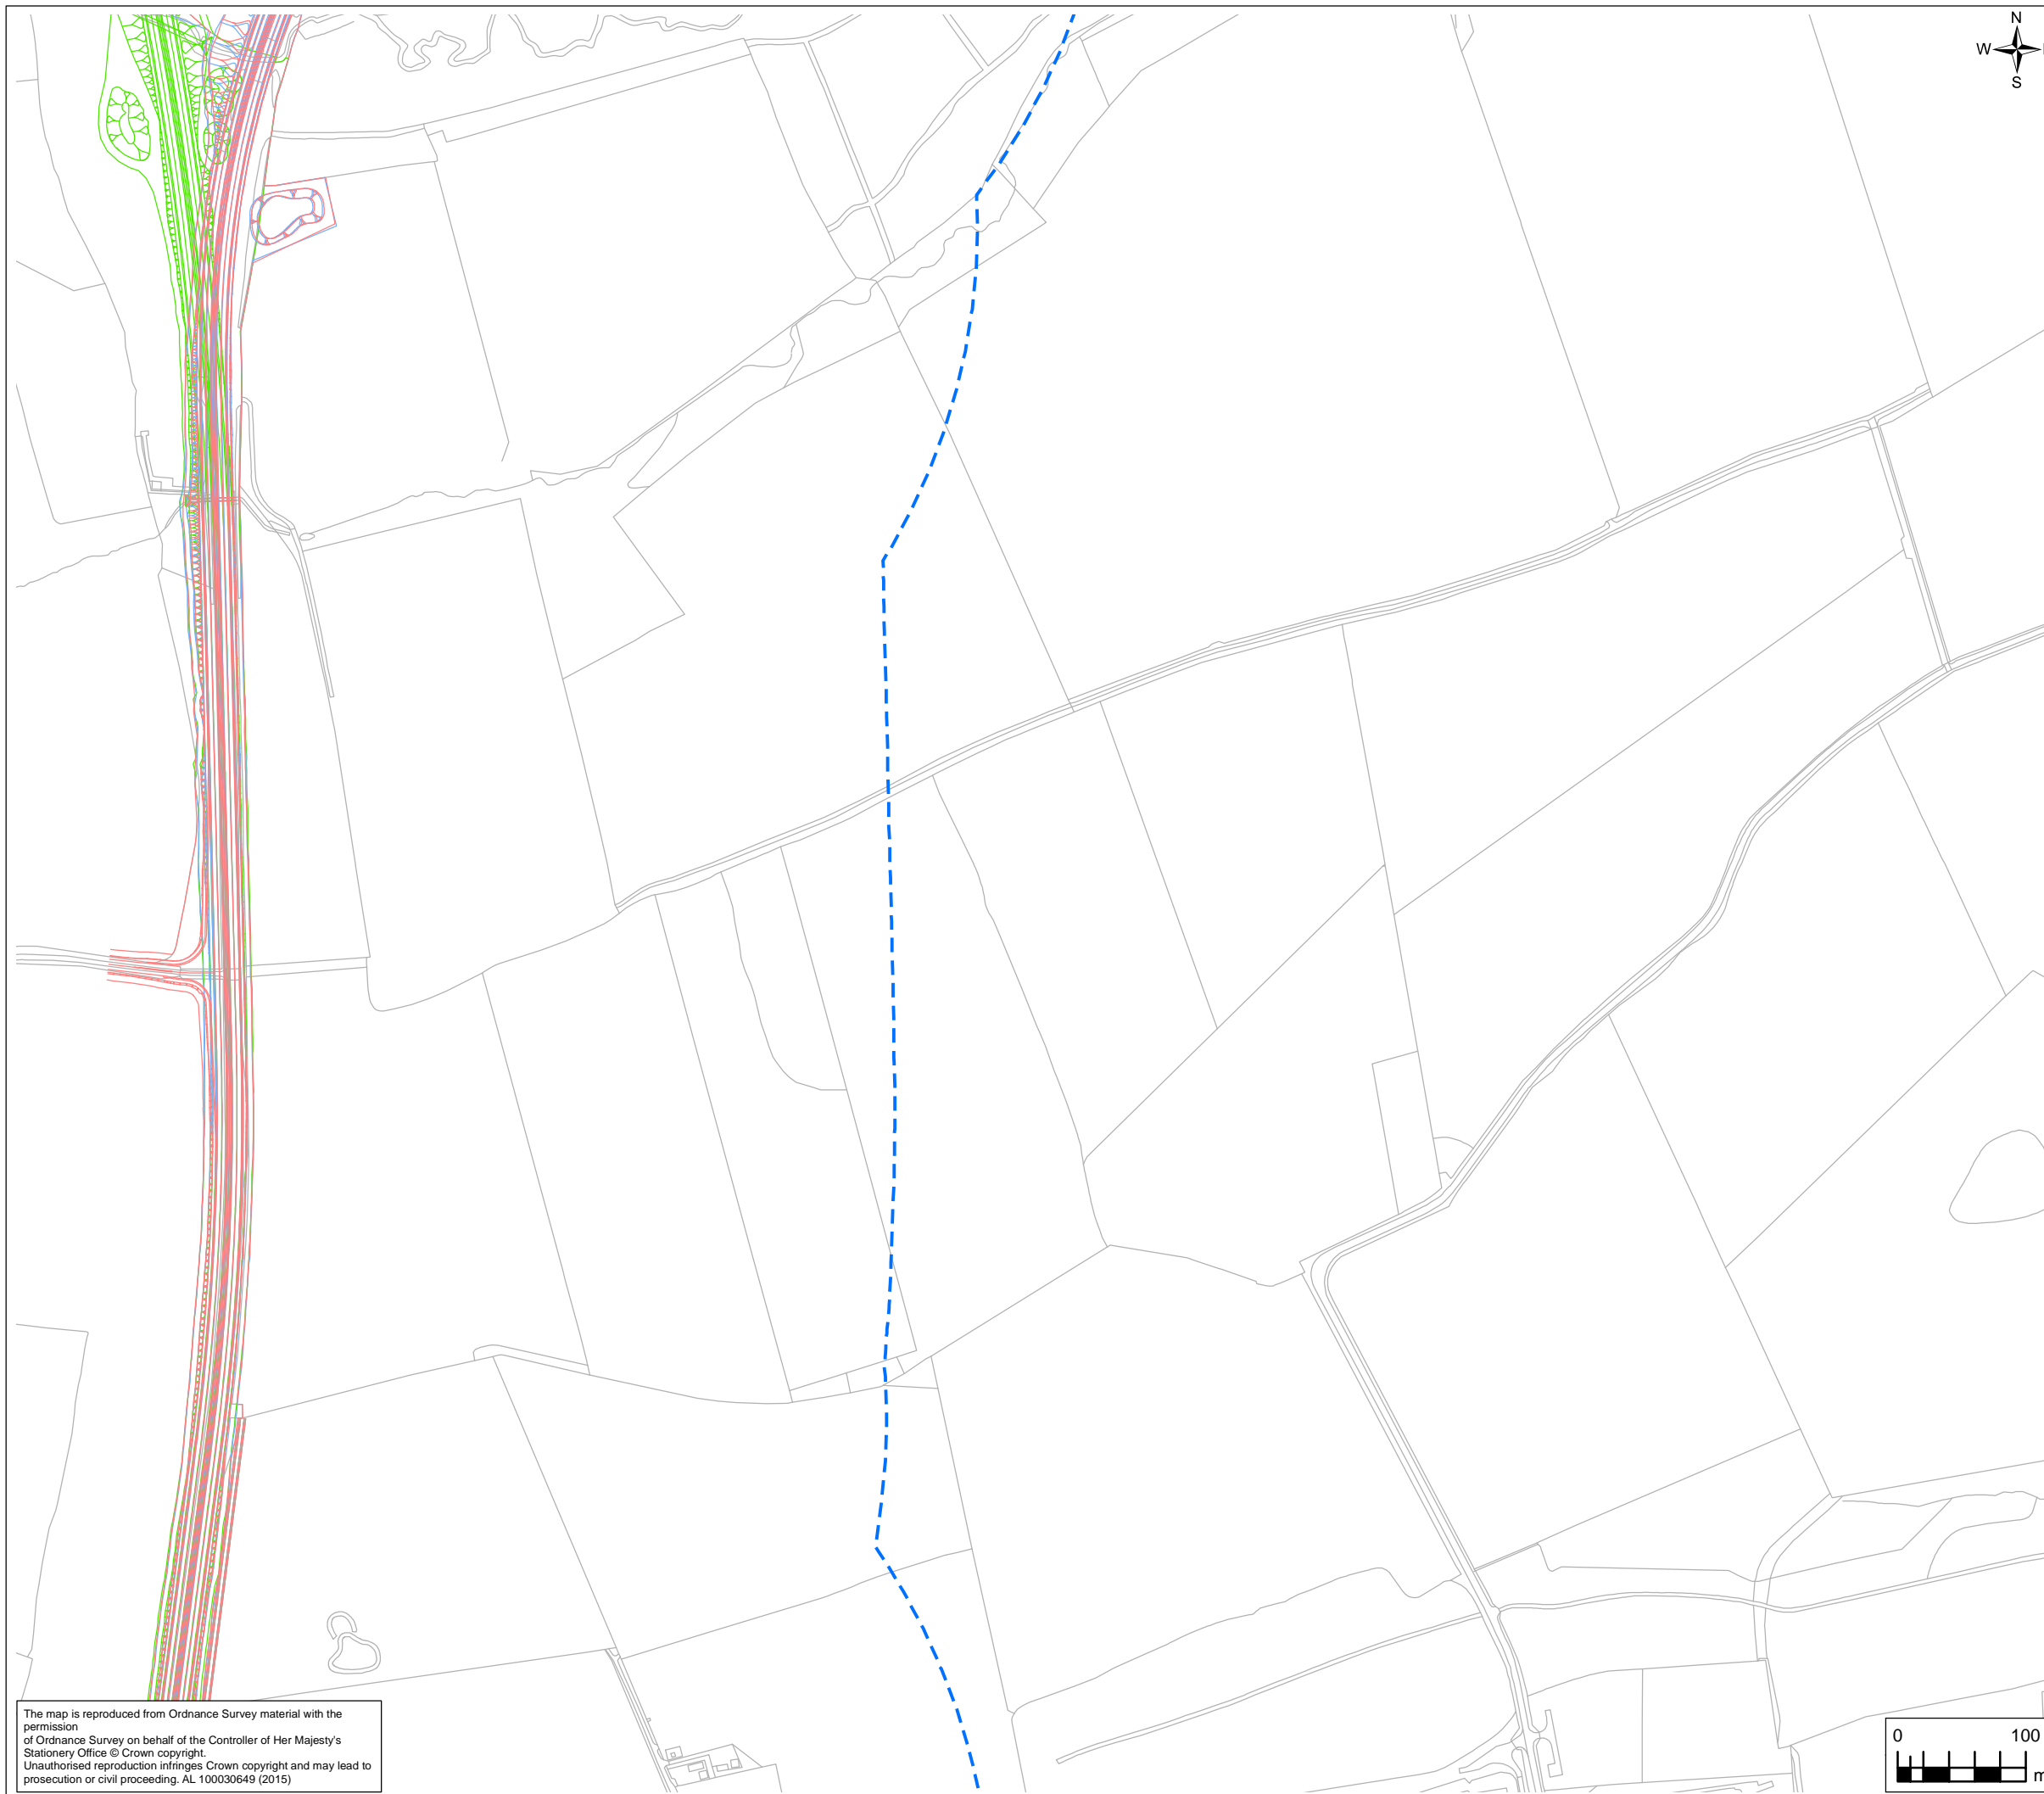 N
W
S
The map is reproduced from Ordnance Survey material with the
permission
of Ordnance Survey on behalf of the Controller of Her Majesty's
Stationery Office © Crown copyright.
Unauthorised reproduction infringes Crown copyright and may lead to
prosecution or civil proceeding. AL 100030649 (2015)
0 100
m